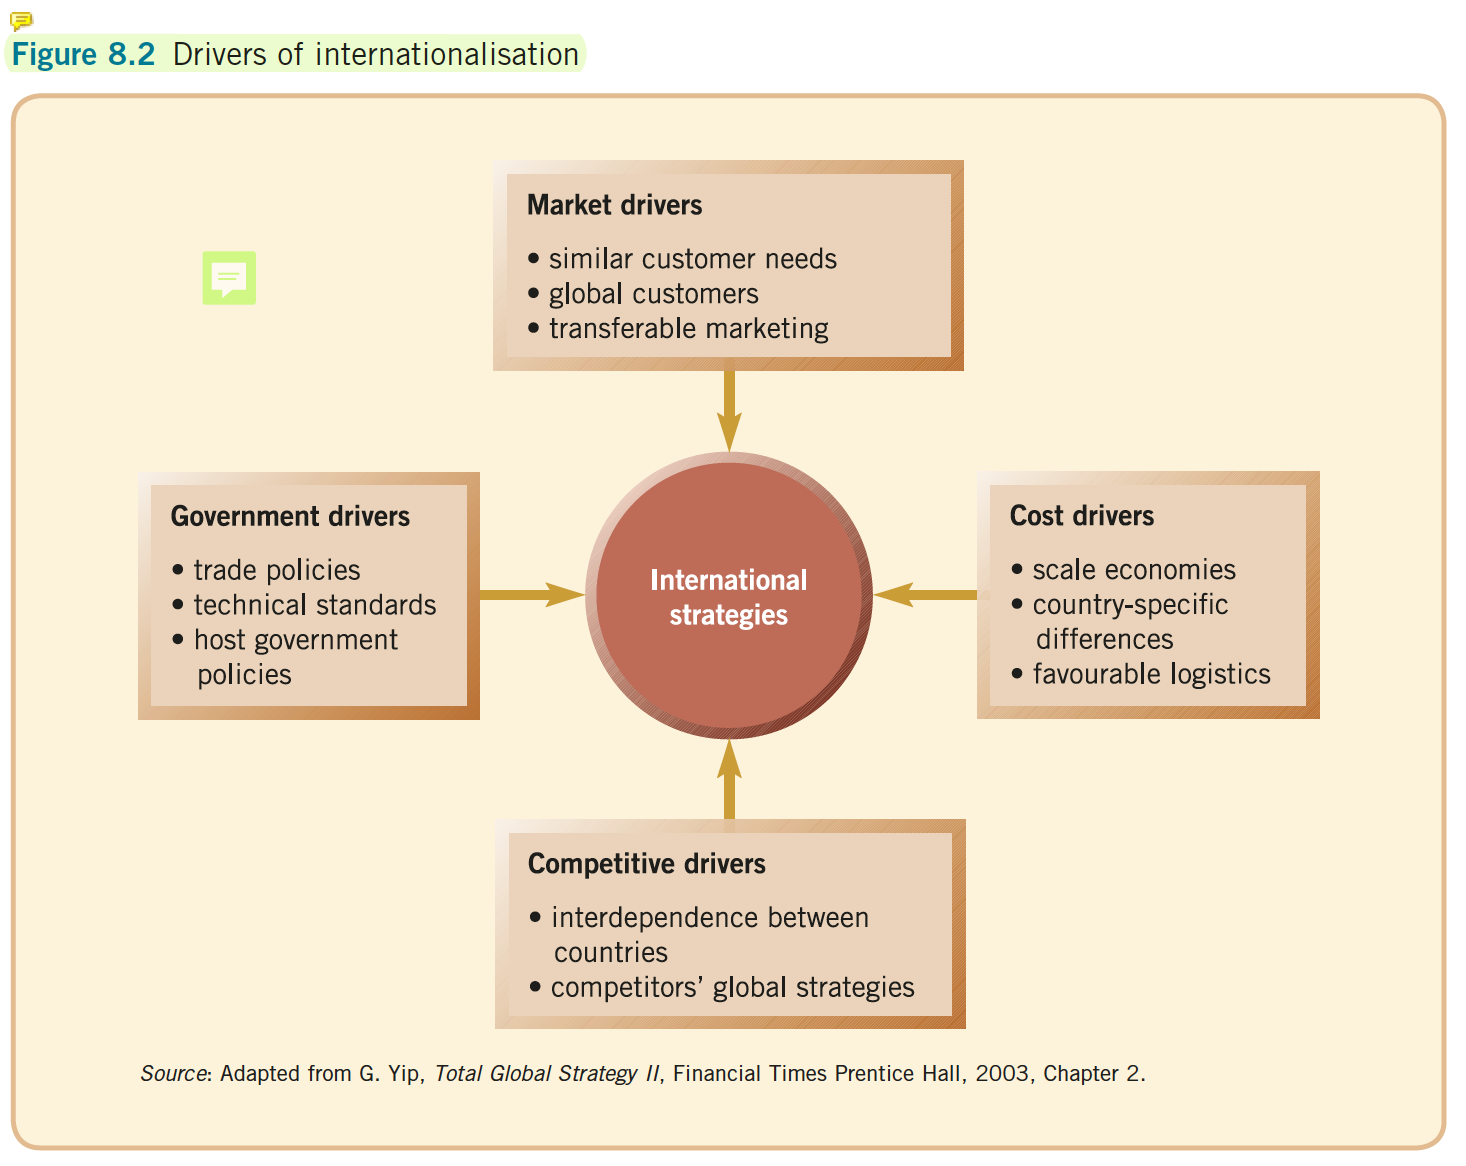 Figure 8.2 Drivers of internationalisation
Market drivers
• similar customer needs
• global customers
• transferable marketing
Government drivers
• trade policies
• technical standards
• host government
policies
International
strategies
Cost drivers
• scale economies
• country-specific
differences
• favourable logistics
Competitive drivers
• interdependence between
countries
• competitors’ global strategies
Source: Adapted from G. Yip, Total Global Strategy II, Financial Times Prentice Hall, 2003, Chapter 2.